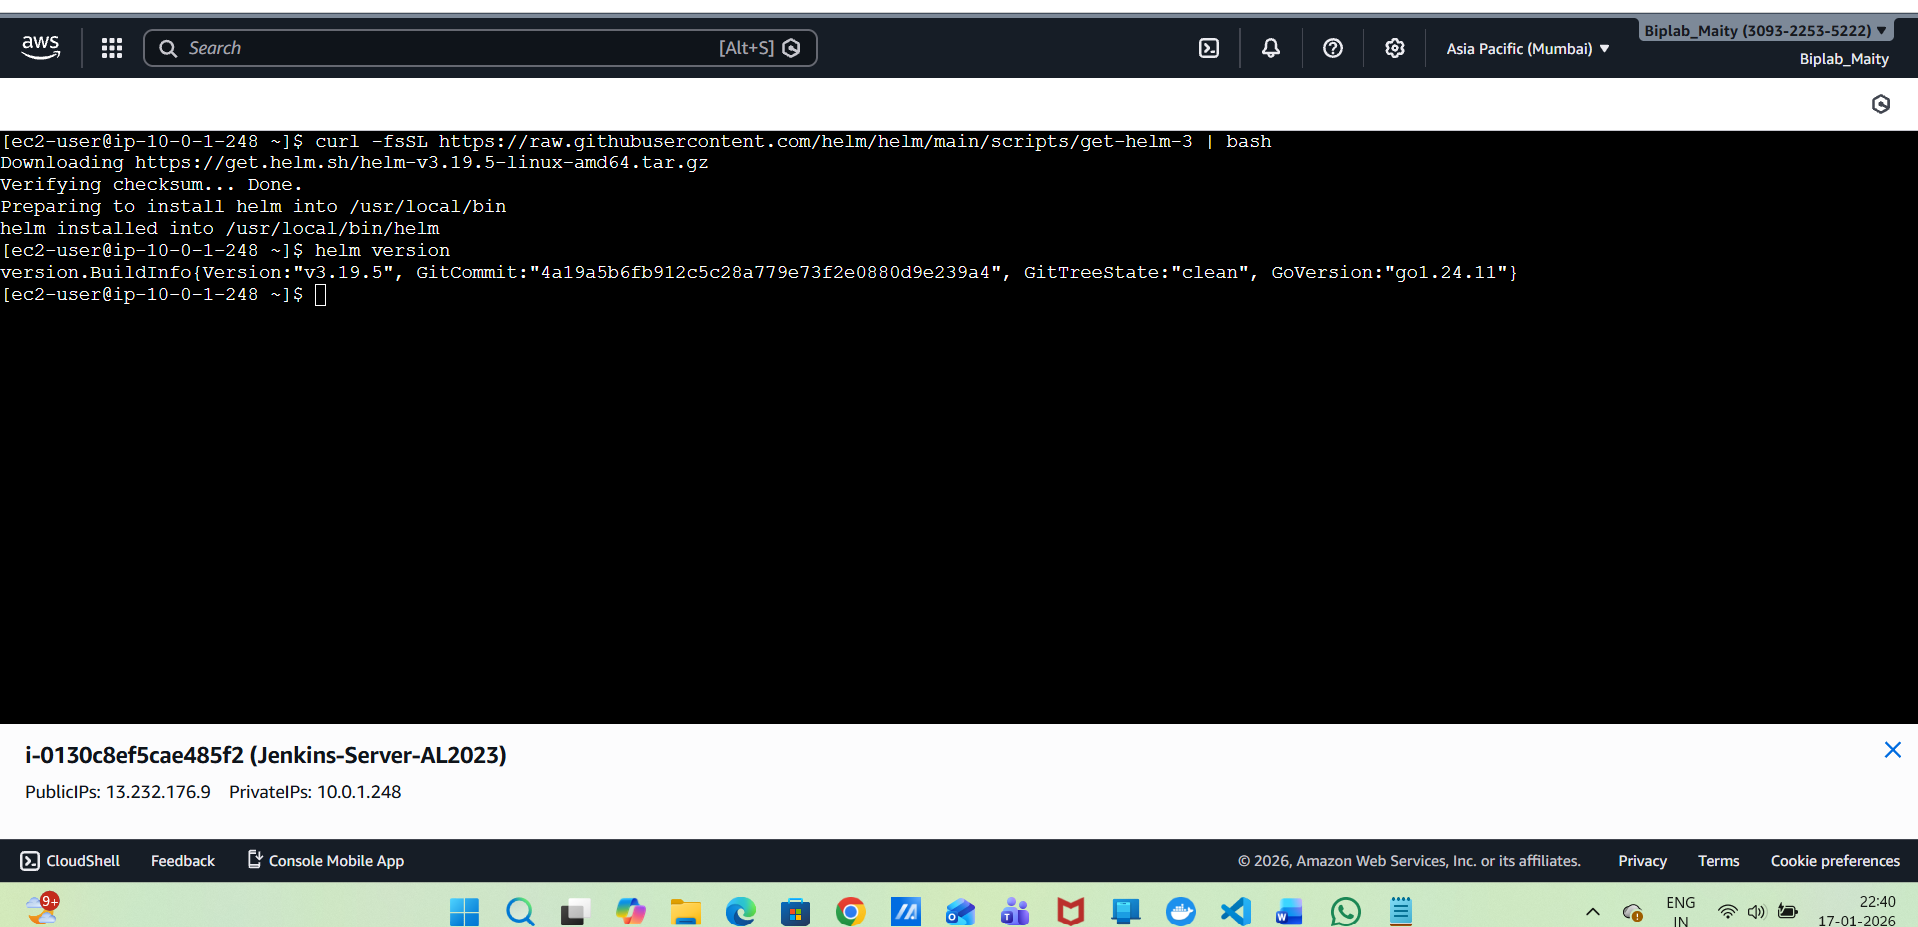 aws
Search [Alt+S]
Asia Pacific (Mumbai) ▼
Biplab_Maity (3093-2253-5222) ▼
Biplab_Maity
[ec2-user@ip-10-0-1-248 ~]$ curl -fsSL https://raw.githubusercontent.com/helm/helm/main/scripts/get-helm-3 | bash
Downloading https://get.helm.sh/helm-v3.19.5-linux-amd64.tar.gz
Verifying checksum... Done.
Preparing to install helm into /usr/local/bin
helm installed into /usr/local/bin/helm
[ec2-user@ip-10-0-1-248 ~]$ helm version
version.BuildInfo{Version:"v3.19.5", GitCommit:"4a19a5b6fb912c5c28a779e73f2e0880d9e239a4", GitTreeState:"clean", GoVersion:"go1.24.11"}
[ec2-user@ip-10-0-1-248 ~]$
i-0130c8ef5cae485f2 (Jenkins-Server-AL2023)
PublicIPs: 13.232.176.9 PrivateIPs: 10.0.1.248
CloudShell Feedback Console Mobile App © 2026, Amazon Web Services, Inc. or its affiliates. Privacy Terms Cookie preferences
9+
ENG
IN
22:40
17-01-2026